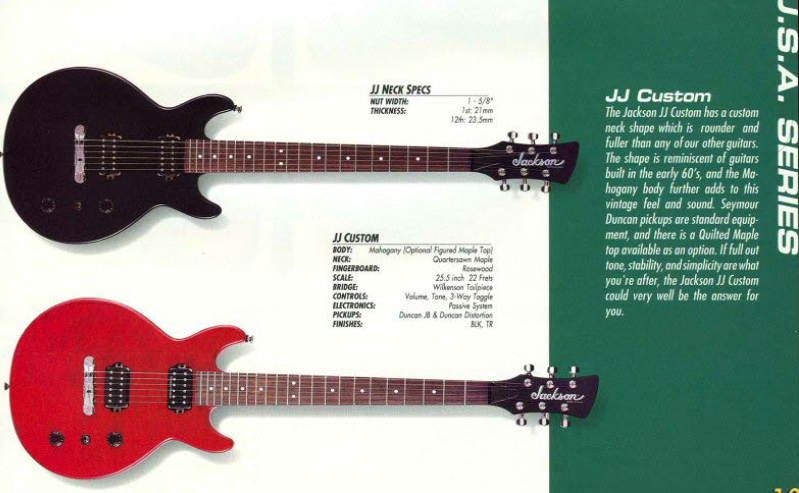 JJ NECK SPECS
NUT WIDTH: 1 - 5/8"
THICKNESS: 1st: 21mm
12th: 23.5mm
Jackson
JJ CUSTOM
BODY: Mahogany (Optional Figured Maple Top)
NECK: Quartersawn Maple
FINGERBOARD: Rosewood
SCALE: 25.5 inch 22 Frets
BRIDGE: Wilkenson Tailpiece
CONTROLS: Volume, Tone, 3-Way Toggle
ELECTRONICS: Passive System
PICKUPS: Duncan JB & Duncan Distortion
FINISHES: BLK, TR
Jackson
JJ Custom
The Jackson JJ Custom has a custom
neck shape which is rounder and
fuller than any of our other guitars.
The shape is reminiscent of guitars
built in the early 60's, and the Ma-
hogany body further adds to this
vintage feel and sound. Seymour
Duncan pickups are standard equip-
ment, and there is a Quilted Maple
top available as an option. If full out
tone, stability, and simplicity are what
you're after, the Jackson JJ Custom
could very well be the answer for
you.
U.S.A. SERIES